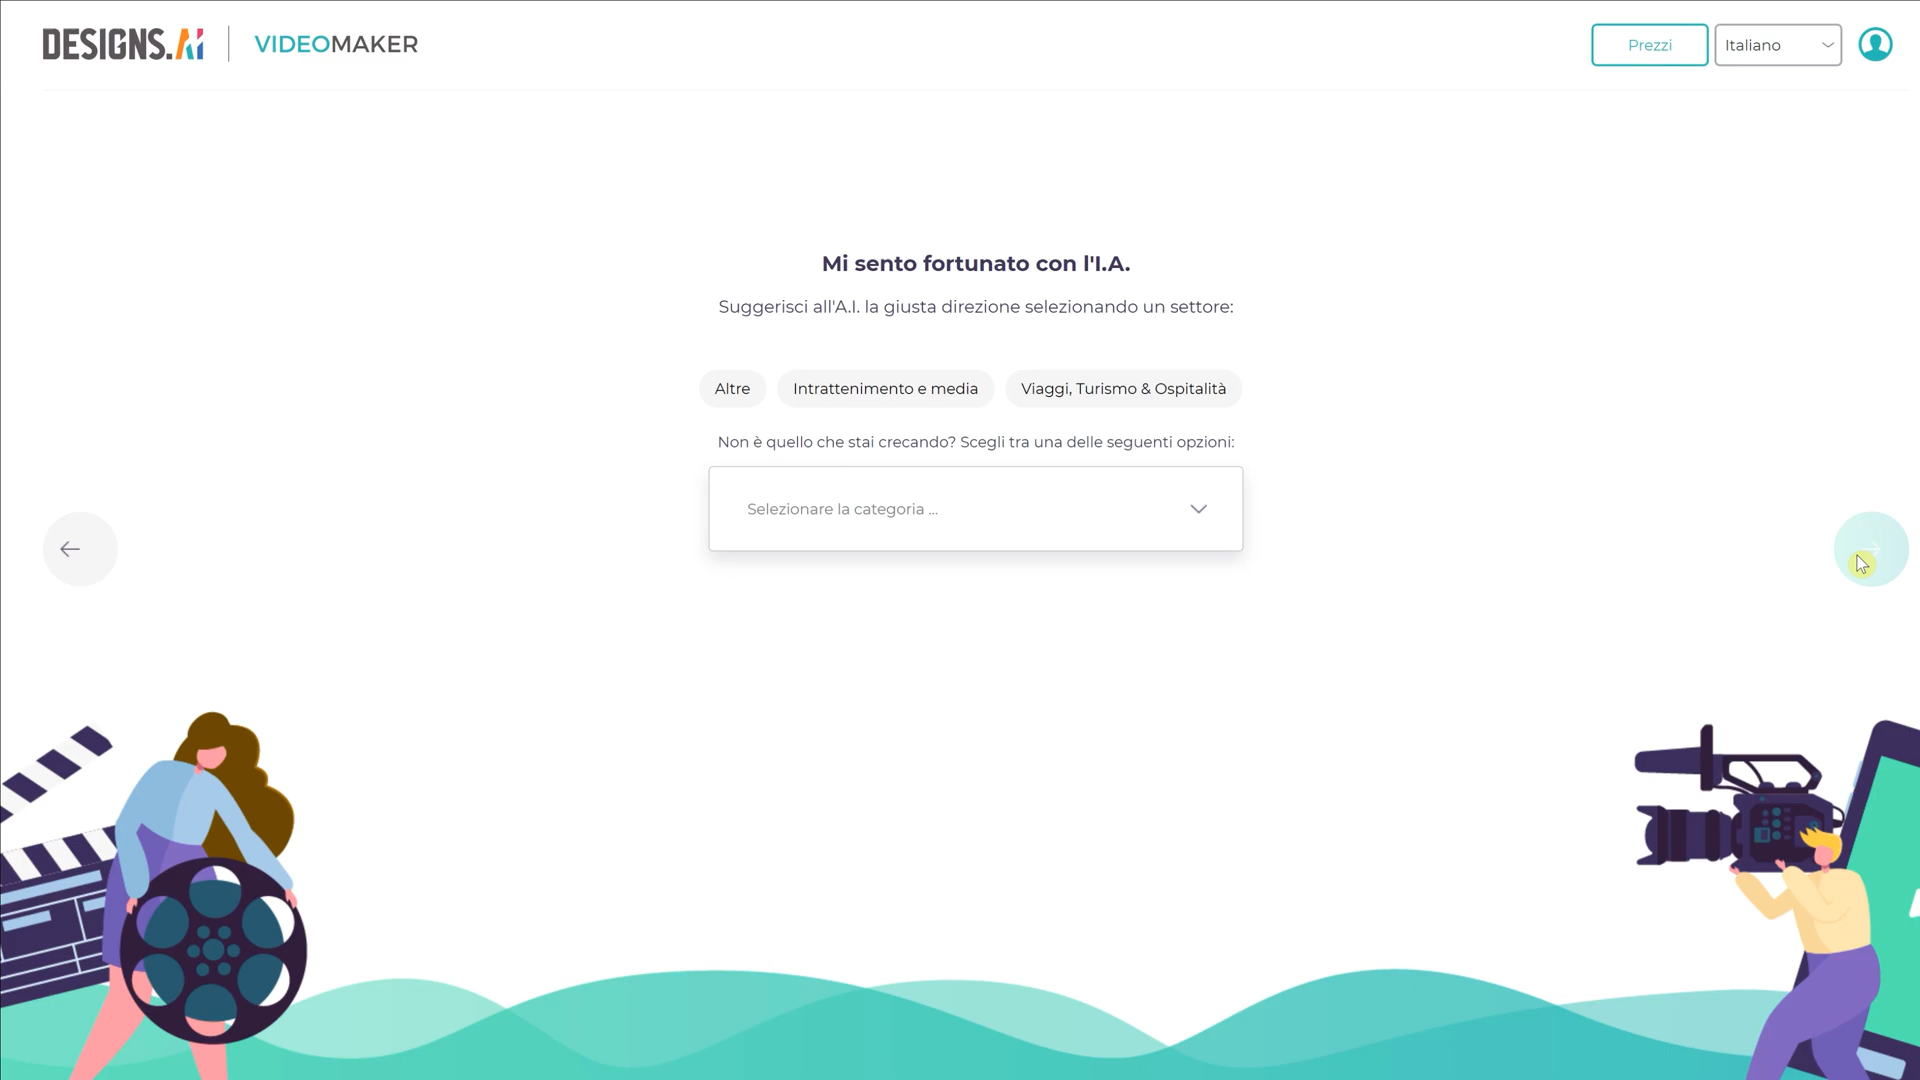 DESIGNS.AI
VIDEOMAKER
Prezzi
Italiano
Mi sento fortunato con l'I.A.
Suggerisci all'A.I. la giusta direzione selezionando un settore:
Altre
Intrattenimento e media
Viaggi, Turismo & Ospitalità
Non è quello che stai crecando? Scegli tra una delle seguenti opzioni:
Selezionare la categoria ...